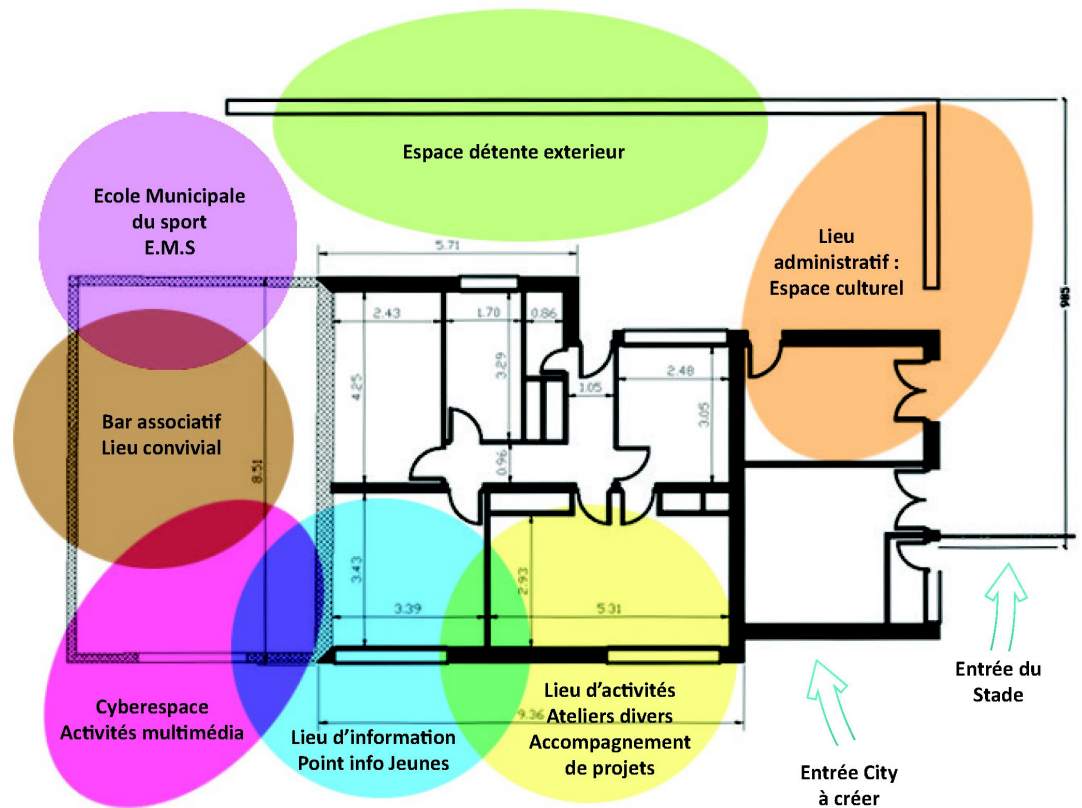 Espace détente exterieur
Ecole Municipale
du sport
E.M.S
Lieu
administratif :
Espace culturel
5.71
2.43
1.70
0.86
3.29
4.25
1.05
2.48
3.05
985
Bar associatif
Lieu convivial
8.51
0.96
3.43
3.39
2.93
5.31
9.36
Cyberespace
Activités multimédia
Lieu d'information
Point info Jeunes
Lieu d'activités
Ateliers divers
Accompagnement
de projets
Entrée du
Stade
Entrée City
à créer